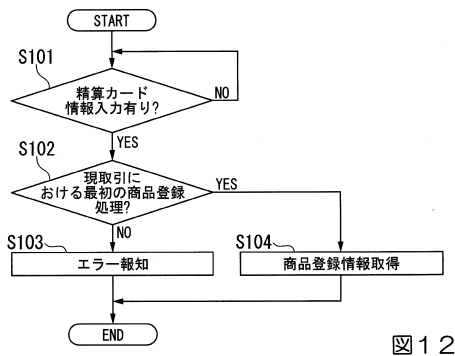 START
S101
精算カード
情報入力有り?
NO
YES
S102
現取引に
おける最初の商品登録
処理?
YES
NO
S103
エラー報知
S104
商品登録情報取得
END
図12